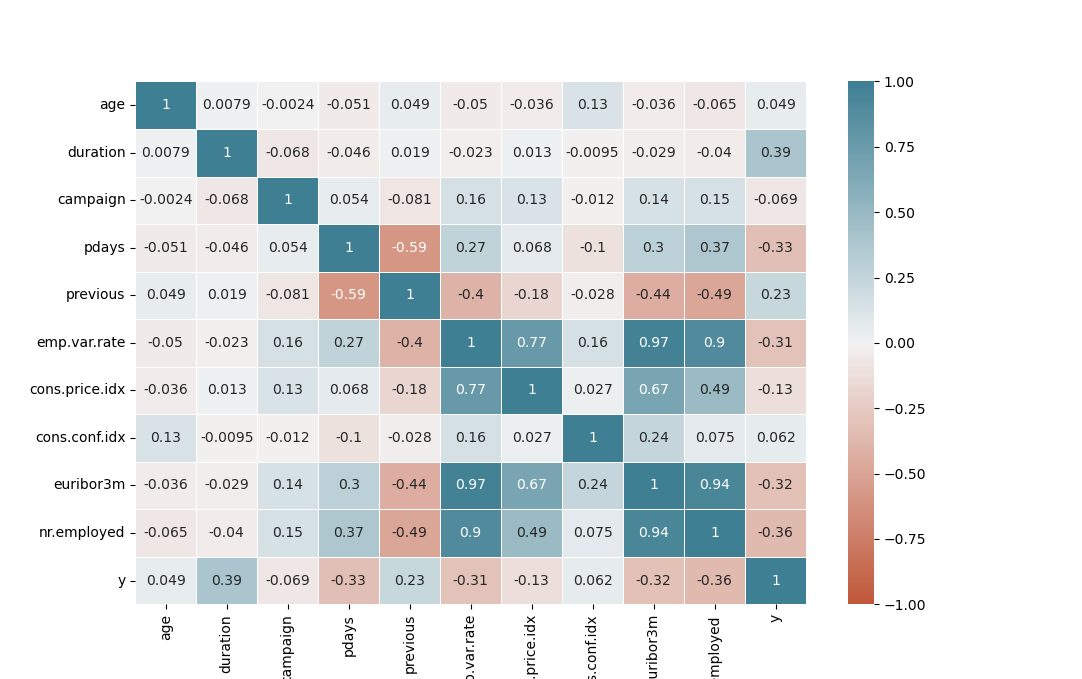 age 1 0.0079 -0.0024 -0.051 0.049 -0.05 -0.036 0.13 -0.036 -0.065 0.049
duration 0.0079 1 -0.068 -0.046 0.019 -0.023 0.013 -0.0095 -0.029 -0.04 0.39
campaign -0.0024 -0.068 1 0.054 -0.081 0.16 0.13 -0.012 0.14 0.15 -0.069
pdays -0.051 -0.046 0.054 1 -0.59 0.27 0.068 -0.1 0.3 0.37 -0.33
previous 0.049 0.019 -0.081 -0.59 1 -0.4 -0.18 -0.028 -0.44 -0.49 0.23
emp.var.rate -0.05 -0.023 0.16 0.27 -0.4 1 0.77 0.16 0.97 0.9 -0.31
cons.price.idx -0.036 0.013 0.13 0.068 -0.18 0.77 1 0.027 0.67 0.49 -0.13
cons.conf.idx 0.13 -0.0095 -0.012 -0.1 -0.028 0.16 0.027 1 0.24 0.075 0.062
euribor3m -0.036 -0.029 0.14 0.3 -0.44 0.97 0.67 0.24 1 0.94 -0.32
nr.employed -0.065 -0.04 0.15 0.37 -0.49 0.9 0.49 0.075 0.94 1 -0.36
y 0.049 0.39 -0.069 -0.33 0.23 -0.31 -0.13 0.062 -0.32 -0.36 1
age
duration
campaign
pdays
previous
p.var.rate
.price.idx
s.conf.idx
uribor3m
mployed
y
1.00
0.75
0.50
0.25
0.00
−0.25
−0.50
−0.75
−1.00